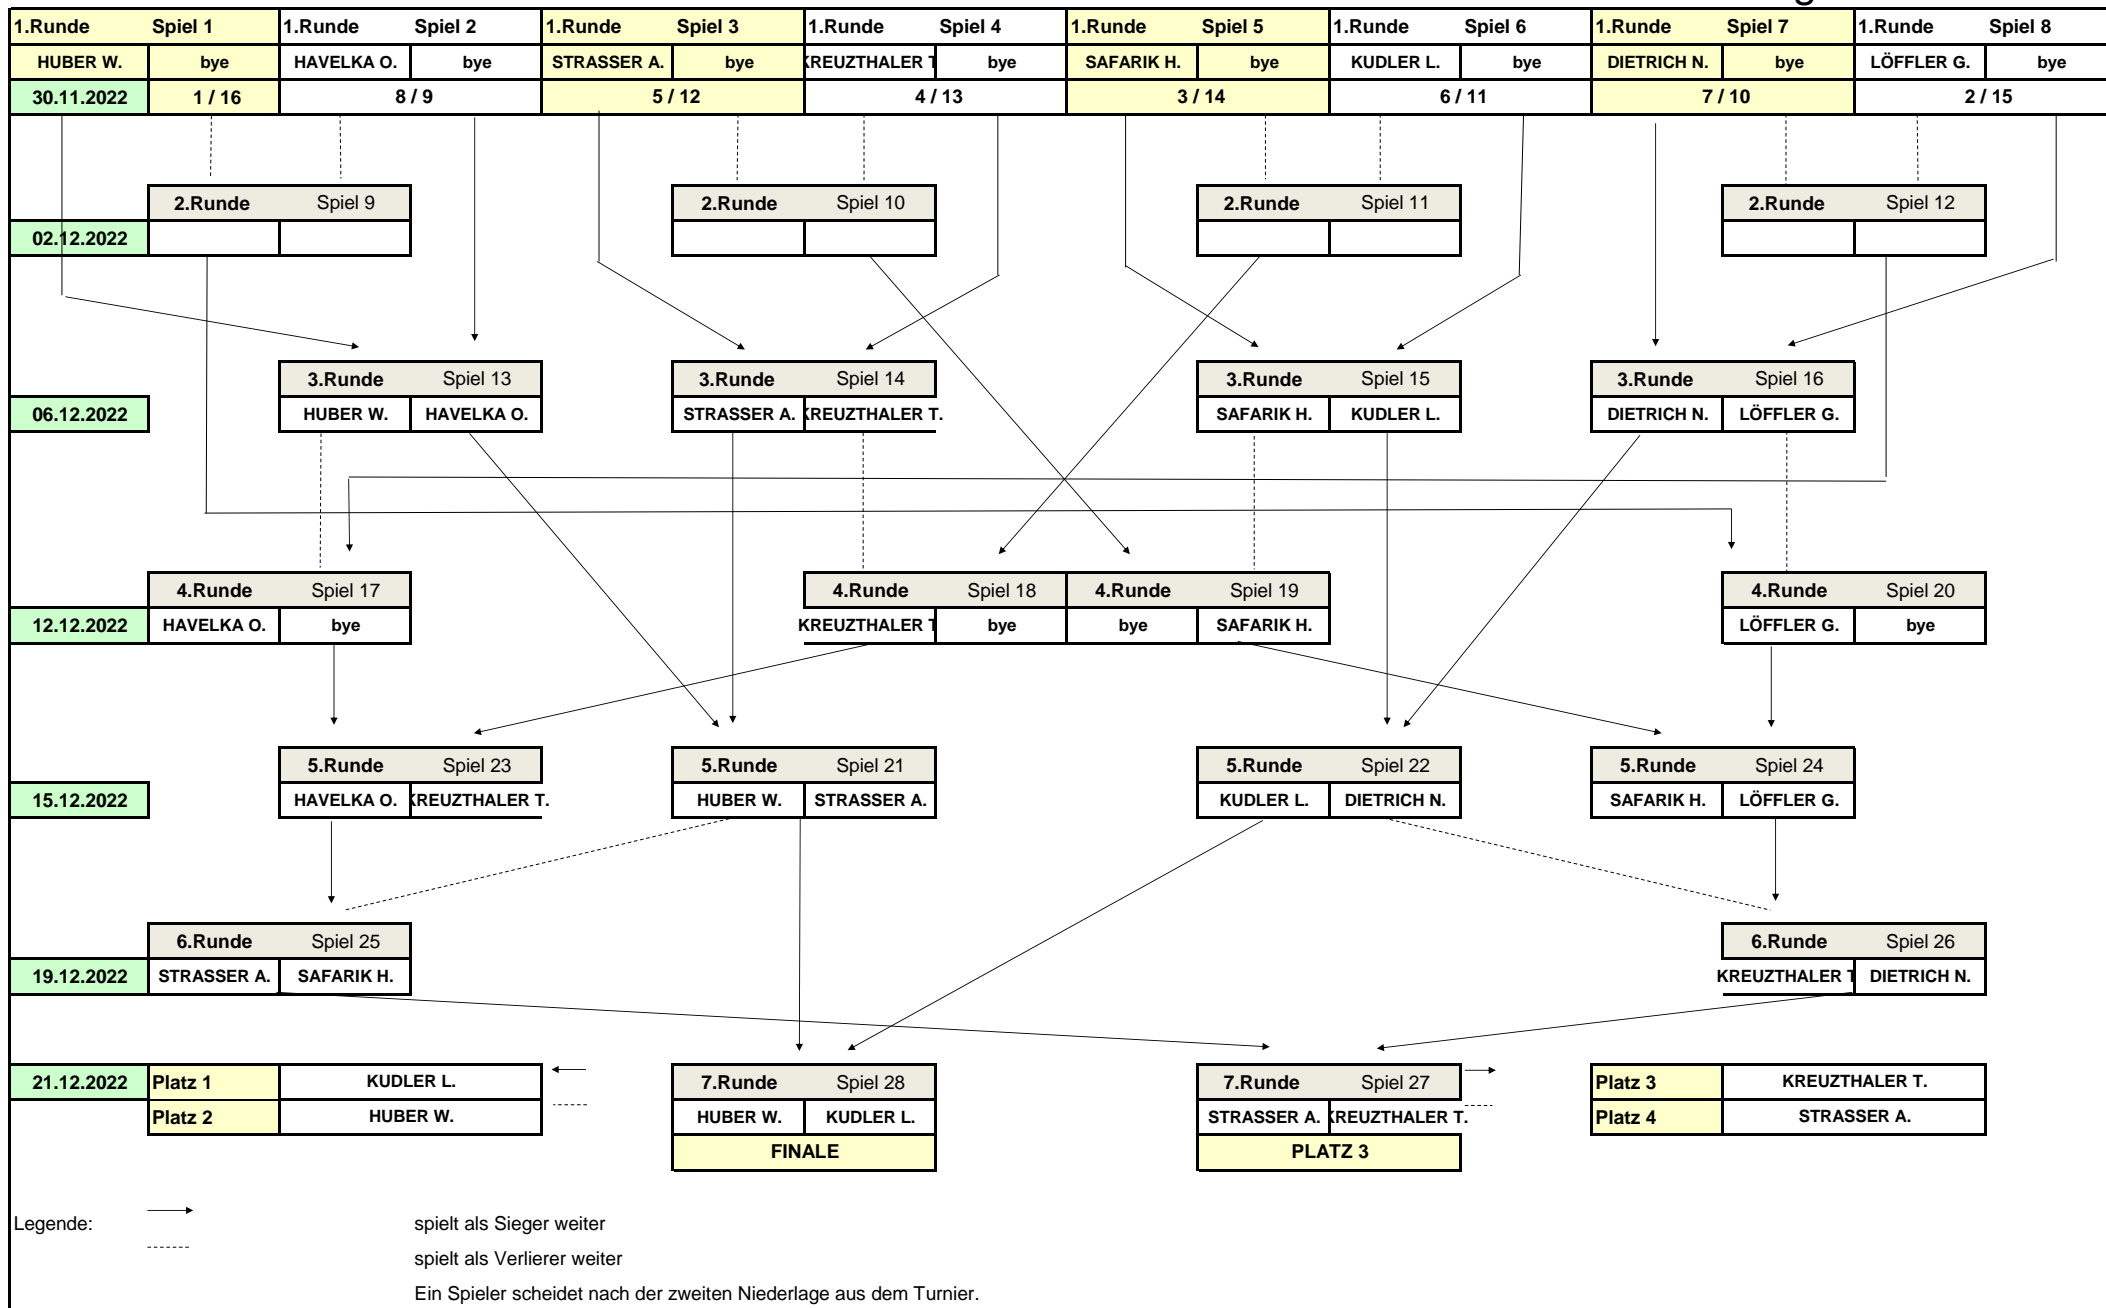 1.Runde Spiel 1 1.Runde Spiel 2 1.Runde Spiel 3 1.Runde Spiel 4 1.Runde Spiel 5 1.Runde Spiel 6 1.Runde Spiel 7 1.Runde Spiel 8
HUBER W. bye HAVELKA O. bye STRASSER A. bye KREUZTHALER T bye SAFARIK H. bye KUDLER L. bye DIETRICH N. bye LÖFFLER G. bye
30.11.2022 1 / 16 8 / 9 5 / 12 4 / 13 3 / 14 6 / 11 7 / 10 2 / 15
2.Runde Spiel 9 2.Runde Spiel 10 2.Runde Spiel 11 2.Runde Spiel 12
02.12.2022
3.Runde Spiel 13 3.Runde Spiel 14 3.Runde Spiel 15 3.Runde Spiel 16
06.12.2022 HUBER W. HAVELKA O. STRASSER A. KREUZTHALER T. SAFARIK H. KUDLER L. DIETRICH N. LÖFFLER G.
4.Runde Spiel 17 4.Runde Spiel 18 4.Runde Spiel 19 4.Runde Spiel 20
12.12.2022 HAVELKA O. bye KREUZTHALER T bye bye SAFARIK H. LÖFFLER G. bye
5.Runde Spiel 23 5.Runde Spiel 21 5.Runde Spiel 22 5.Runde Spiel 24
15.12.2022 HAVELKA O. KREUZTHALER T. HUBER W. STRASSER A. KUDLER L. DIETRICH N. SAFARIK H. LÖFFLER G.
6.Runde Spiel 25 6.Runde Spiel 26
19.12.2022 STRASSER A. SAFARIK H. KREUZTHALER T DIETRICH N.
21.12.2022 Platz 1 KUDLER L. 7.Runde Spiel 28 7.Runde Spiel 27 Platz 3 KREUZTHALER T.
Platz 2 HUBER W. HUBER W. KUDLER L. STRASSER A. KREUZTHALER T. Platz 4 STRASSER A.
FINALE PLATZ 3
Legende: spielt als Sieger weiter
spielt als Verlierer weiter
Ein Spieler scheidet nach der zweiten Niederlage aus dem Turnier.